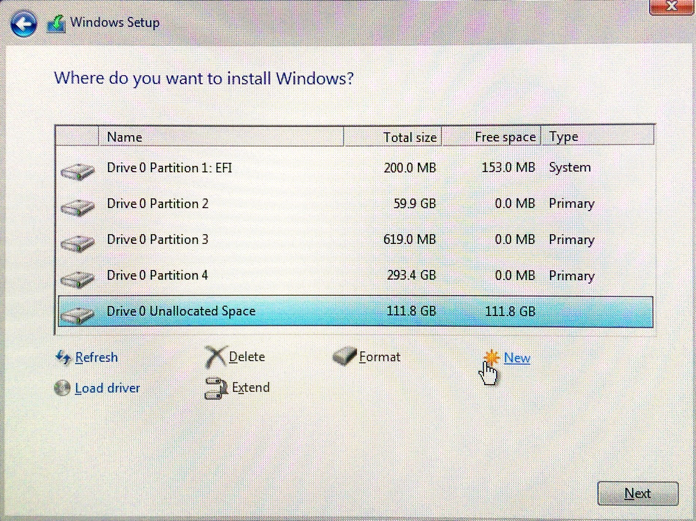 Windows Setup
Where do you want to install Windows?
Name Total size Free space Type
Drive 0 Partition 1: EFI 200.0 MB 153.0 MB System
Drive 0 Partition 2 59.9 GB 0.0 MB Primary
Drive 0 Partition 3 619.0 MB 0.0 MB Primary
Drive 0 Partition 4 293.4 GB 0.0 MB Primary
Drive 0 Unallocated Space 111.8 GB 111.8 GB
Refresh Delete Format New
Load driver Extend
Next